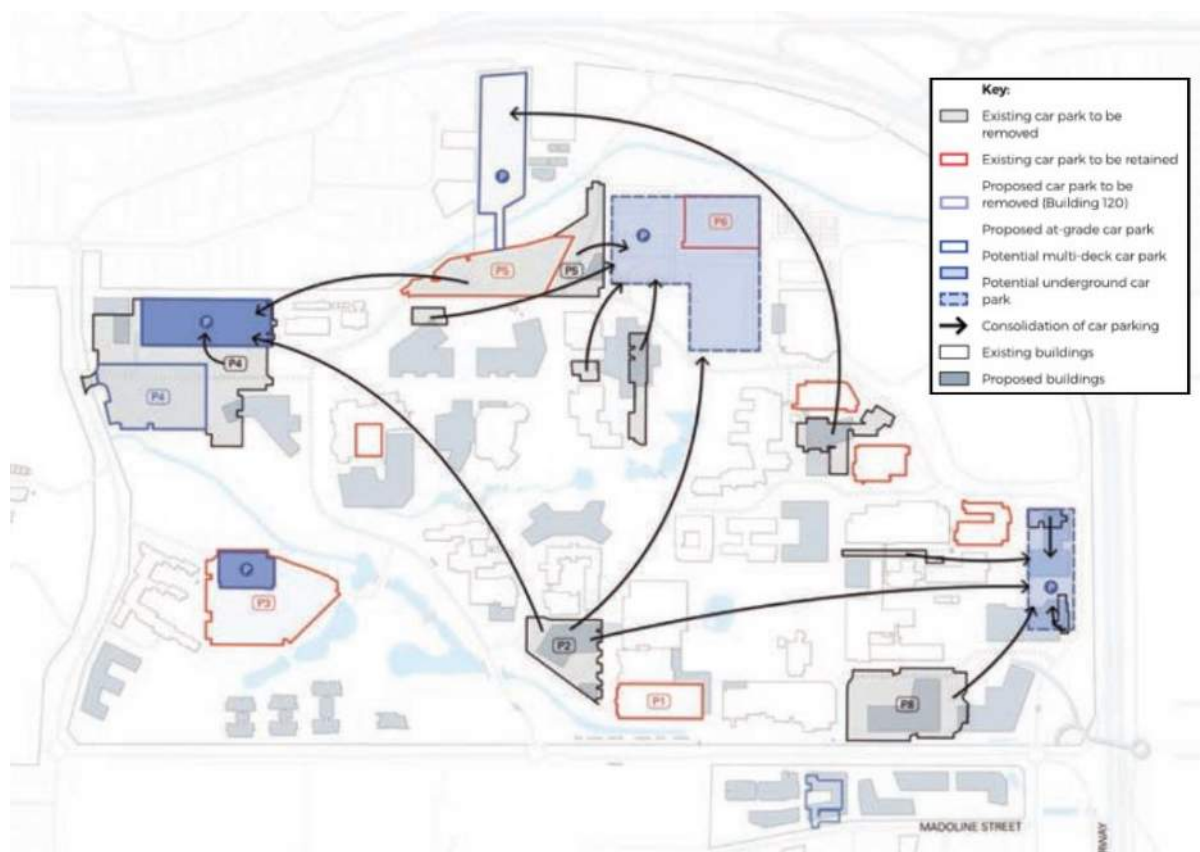 Key:
Existing car park to be
removed
Existing car park to be retained
Proposed car park to be
removed (Building 120)
Proposed at-grade car park
Potential multi-deck car park
Potential underground car
park
Consolidation of car parking
Existing buildings
Proposed buildings
P
P6
P
P5
P5
P
P4
P4
P
P3
P2
P
P1
P8
MADOLINE STREET
WAY